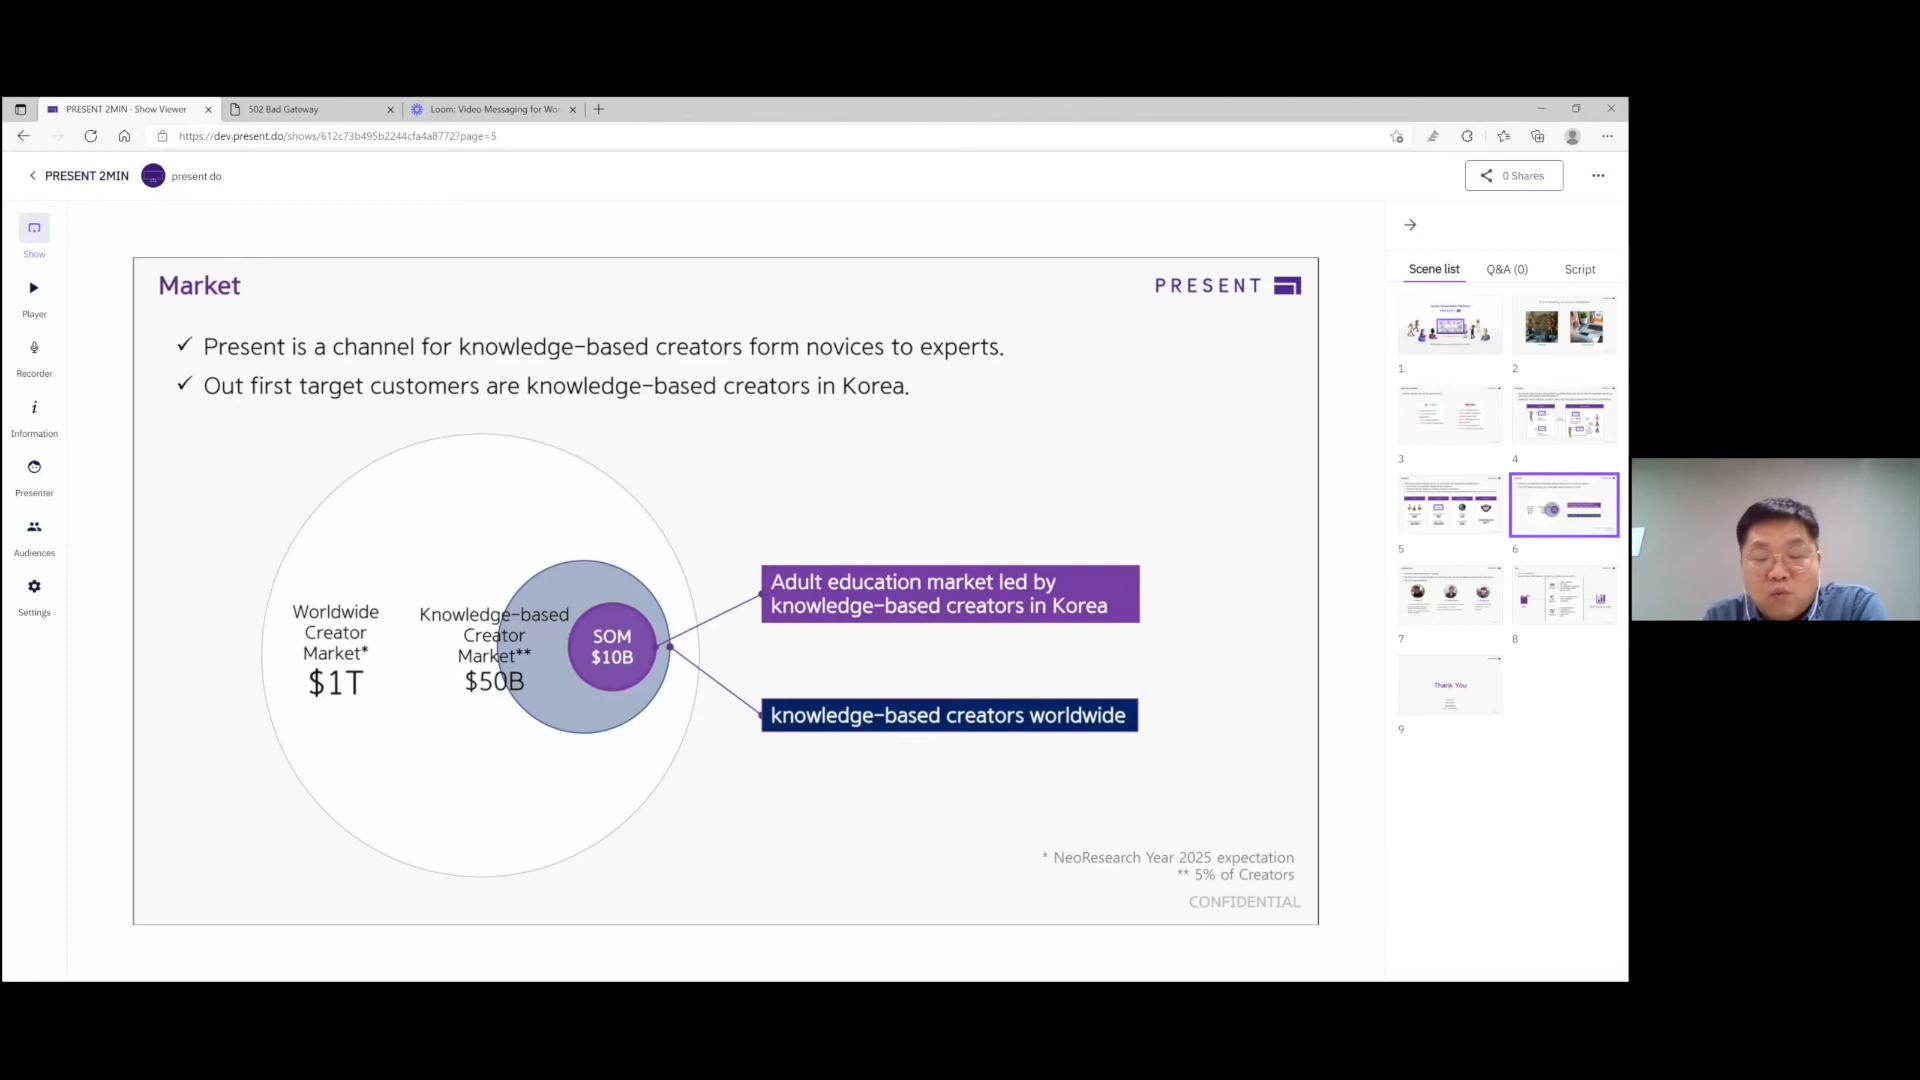 PRESENT 2MIN - Show Viewer
502 Bad Gateway
Loom: Video Messaging for Wo
https://dev.present.do/shows/612c73b495b2244cfa4a8772?page=5
PRESENT 2MIN
present do
0 Shares
Show
Player
Recorder
Information
Presenter
Audiences
Settings
Market
PRESENT
✓ Present is a channel for knowledge-based creators form novices to experts.
✓ Out first target customers are knowledge-based creators in Korea.
Worldwide
Creator
Market*
$1T
Knowledge-based
Creator
Market**
$50B
SOM
$10B
Adult education market led by
knowledge-based creators in Korea
knowledge-based creators worldwide
* NeoResearch Year 2025 expectation
** 5% of Creators
CONFIDENTIAL
Scene list
Q&A (0)
Script
1
2
3
4
5
6
7
8
Thank You
9